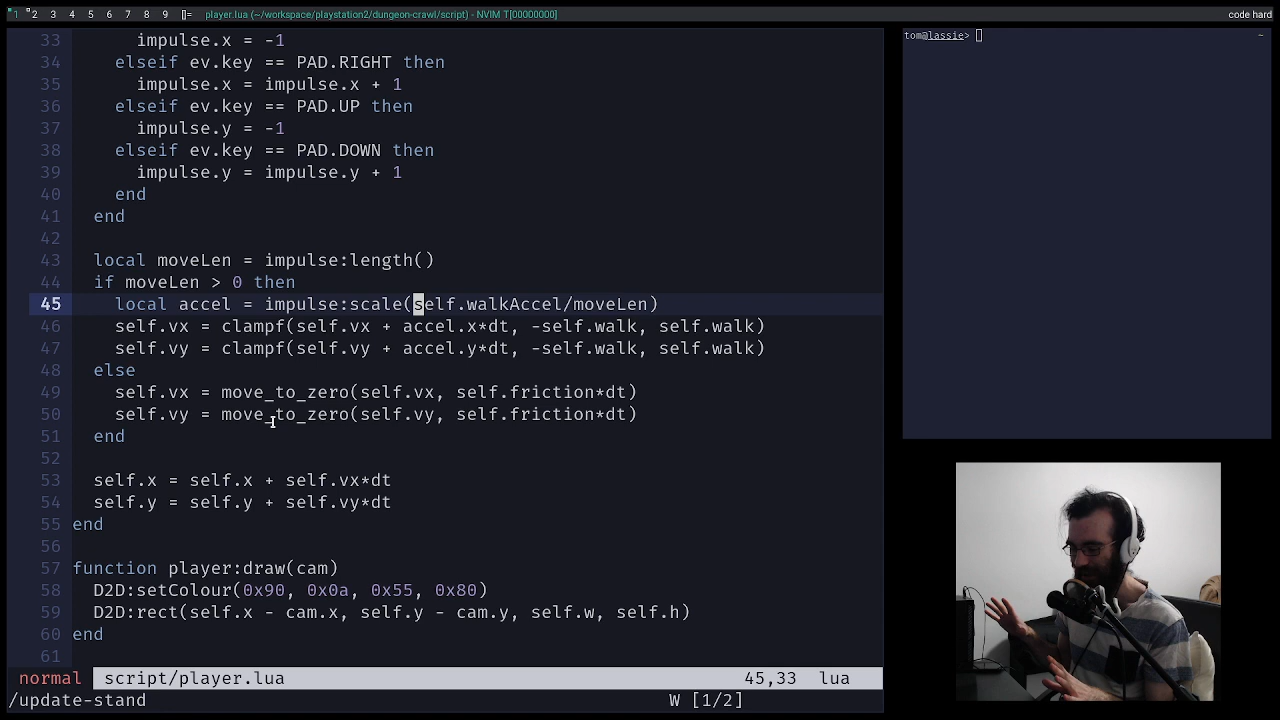 1 2 3 4 5 6 7 8 9 []= player.lua (~/workspace/playstation2/dungeon-crawl/script) - NVIM T[00000000] code hard
33 impulse.x = -1
34 elseif ev.key == PAD.RIGHT then
35 impulse.x = impulse.x + 1
36 elseif ev.key == PAD.UP then
37 impulse.y = -1
38 elseif ev.key == PAD.DOWN then
39 impulse.y = impulse.y + 1
40 end
41 end
42
43 local moveLen = impulse:length()
44 if moveLen > 0 then
45 local accel = impulse:scale(self.walkAccel/moveLen)
46 self.vx = clampf(self.vx + accel.x*dt, -self.walk, self.walk)
47 self.vy = clampf(self.vy + accel.y*dt, -self.walk, self.walk)
48 else
49 self.vx = move_to_zero(self.vx, self.friction*dt)
50 self.vy = move_to_zero(self.vy, self.friction*dt)
51 end
52
53 self.x = self.x + self.vx*dt
54 self.y = self.y + self.vy*dt
55 end
56
57 function player:draw(cam)
58 D2D:setColour(0x90, 0x0a, 0x55, 0x80)
59 D2D:rect(self.x - cam.x, self.y - cam.y, self.w, self.h)
60 end
61
normal script/player.lua 45,33 lua
/update-stand W [1/2]
tom@lassie> ~